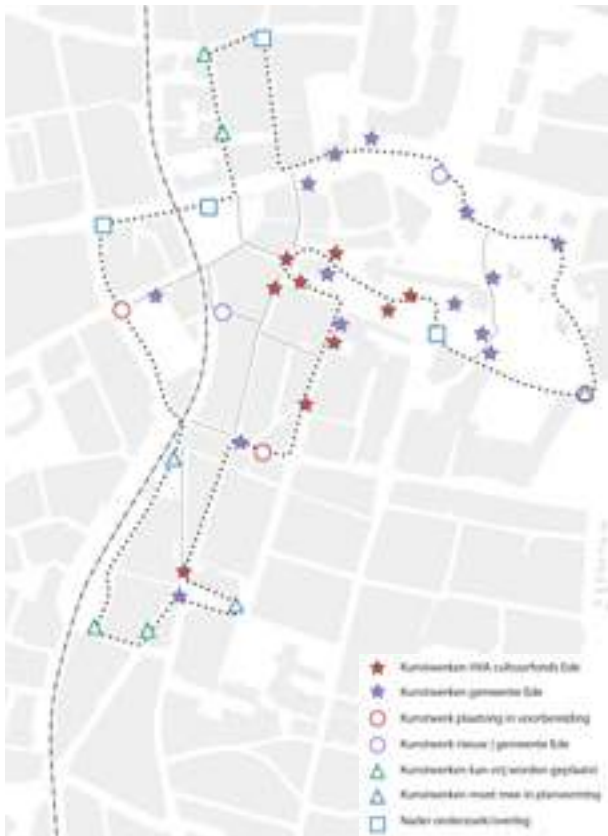 Kunstwerken cultuurfonds Ede
Kunstwerken gemeente Ede
Kunstwerk plaatsing in voorbereiding
Kunstwerk nieuw | gemeente Ede
Kunstwerken kan vrij worden geplaatst
Kunstwerken moet mee in planvorming
Nader onderzoek/overleg